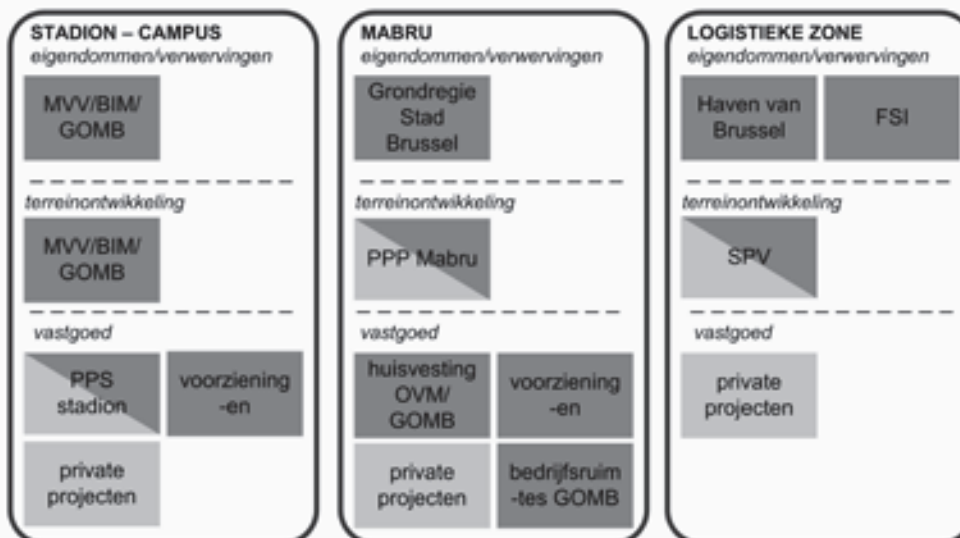 STADION – CAMPUS
eigendommen/verwervingen
MVV/BIM/
GOMB
terreinontwikkeling
MVV/BIM/
GOMB
vastgoed
PPS
stadion
voorziening
-en
private
projecten
MABRU
eigendommen/verwervingen
Grondregie
Stad
Brussel
terreinontwikkeling
PPP Mabru
vastgoed
huisvesting
OVM/
GOMB
voorziening
-en
private
projecten
bedrijfsruim
-tes GOMB
LOGISTIEKE ZONE
eigendommen/verwervingen
Haven van
Brussel
FSI
terreinontwikkeling
SPV
vastgoed
private
projecten